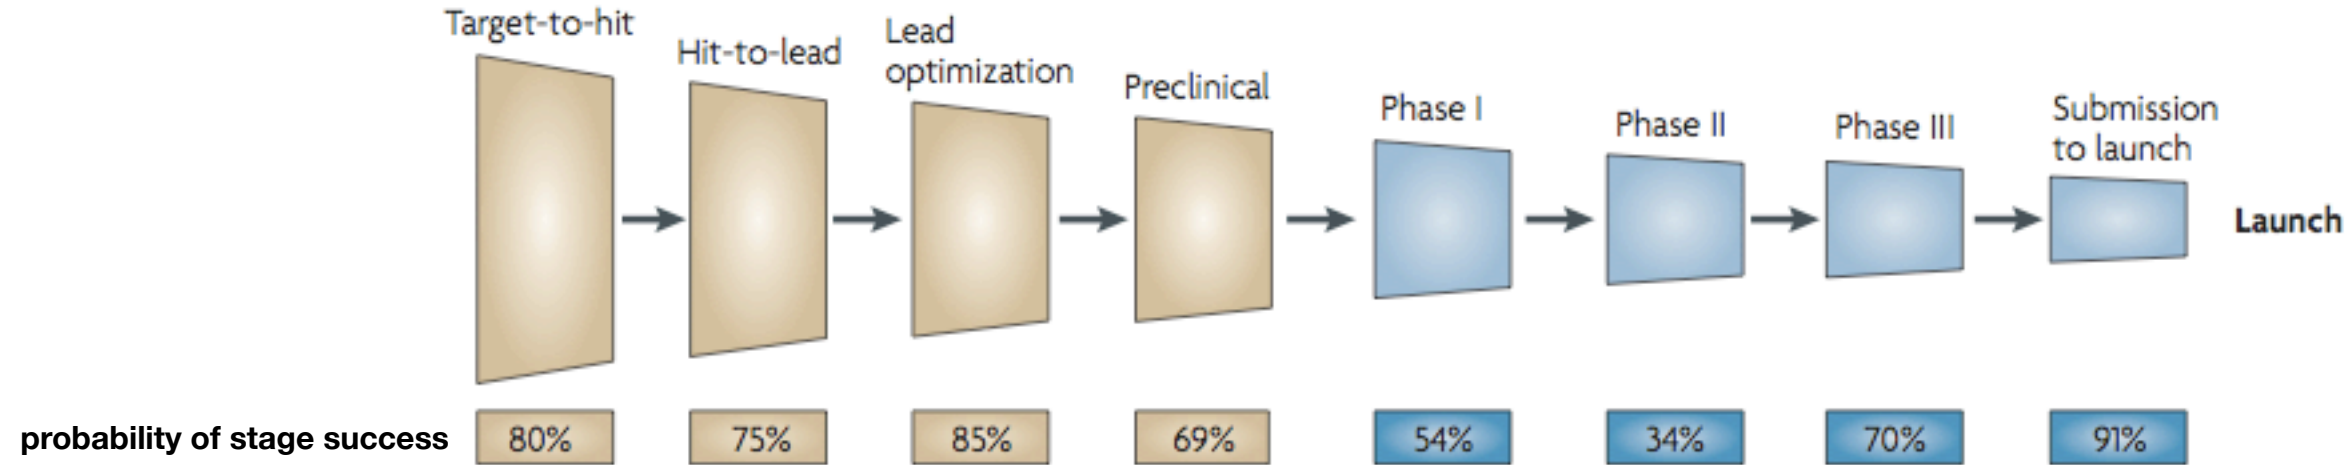 Target-to-hit
Hit-to-lead
Lead
optimization
Preclinical
Phase I
Phase II
Phase III
Submission
to launch
Launch
probability of stage success
80%
75%
85%
69%
54%
34%
70%
91%